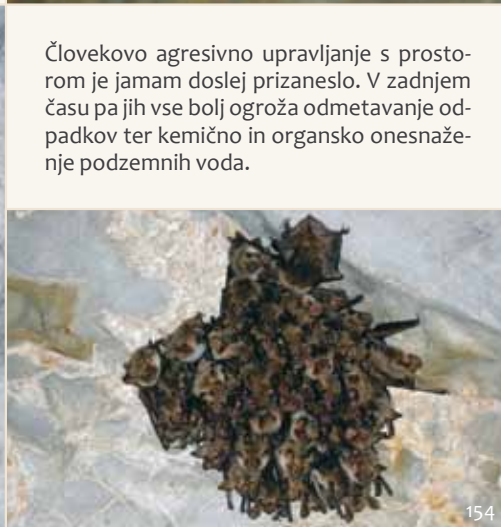 Človekovo agresivno upravljanje s prosto-
rom je jamam doslej prizaneslo. V zadnjem
času pa jih vse bolj ogroža odmetavanje od-
padkov ter kemično in organsko onesnaže-
nje podzemnih voda.
154